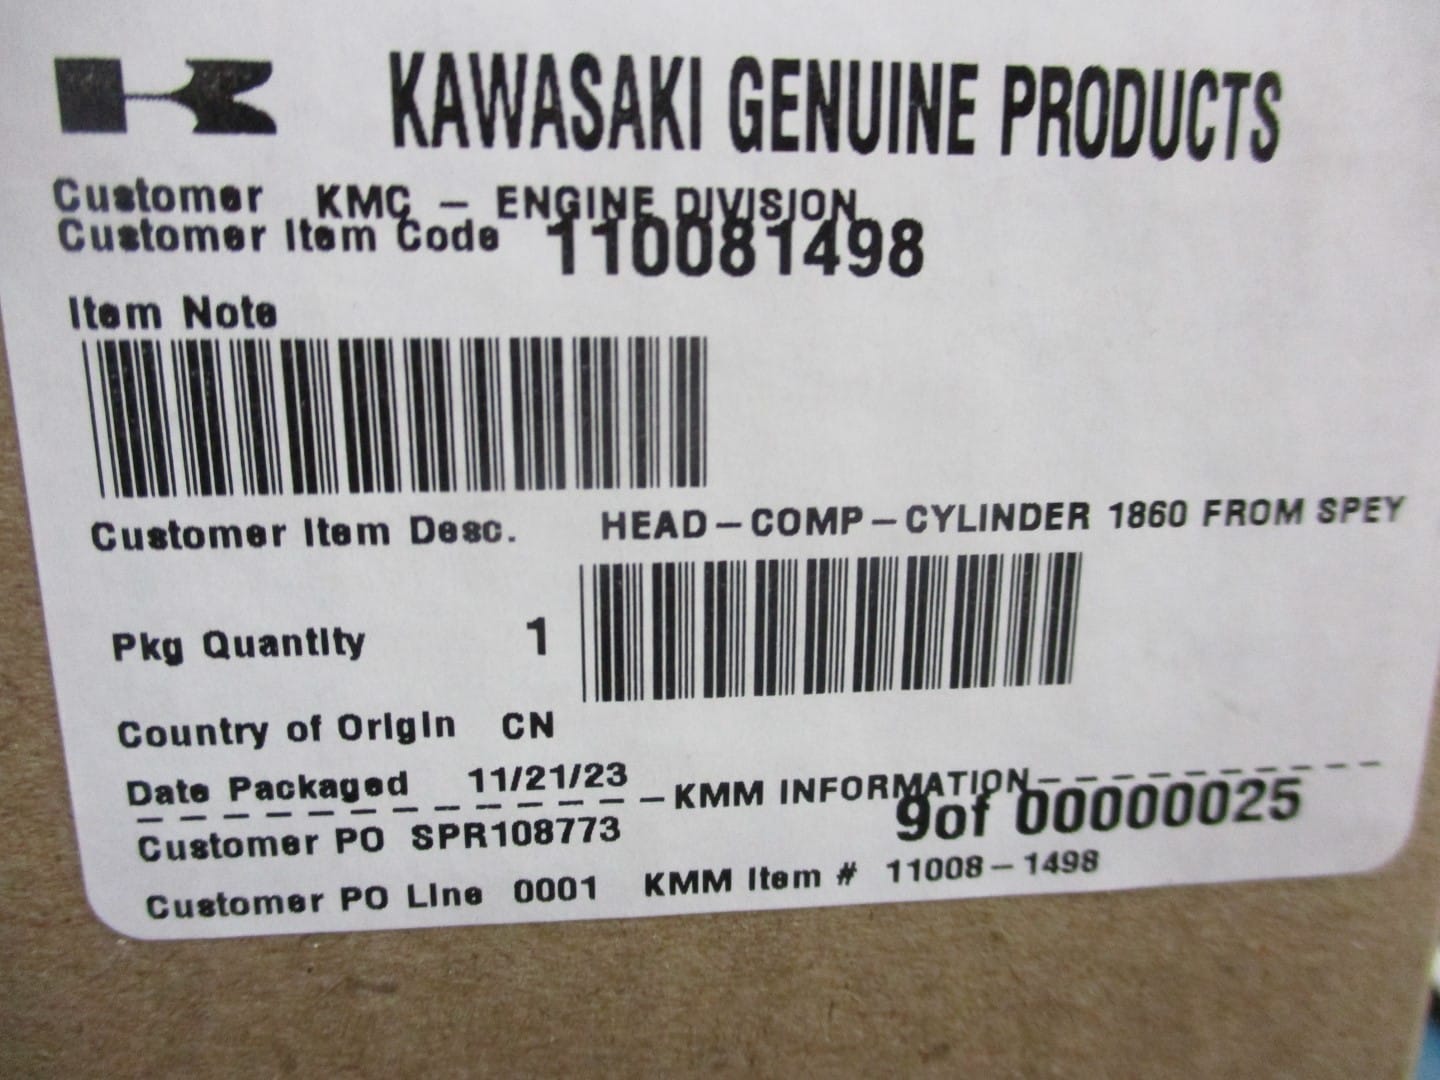 KAWASAKI GENUINE PRODUCTS
Customer KMC - ENGINE DIVISION
Customer Item Code 110081498
Item Note
Customer Item Desc. HEAD-COMP-CYLINDER 1860 FROM SPEY
Pkg Quantity 1
Country of Origin CN
Date Packaged 11/21/23
KMM INFORMATION
9of 00000025
Customer PO SPR108773
Customer PO Line 0001 KMM Item # 11008-1498